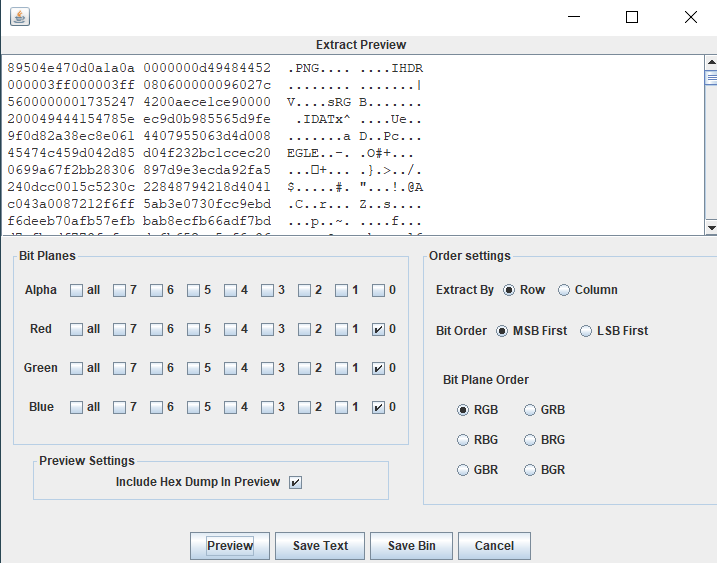 Extract Preview
89504e470d0a1a0a 0000000d49484452 .PNG.... ....IHDR
000003ff000003ff 080600000096027c ........ .......|
5600000001735247 4200aece1ce90000 V....sRG B.......
200049444154785e ec9d0b985565d9fe  .IDATx^ ....Ue..
9f0d82a38ec8e061 4407955063d4d008 .......a D..Pc...
45474c459d042d85 d04f232bc1ccec20 EGLE..-. .O#+... 
0699a67f2bb28306 897d9e3ecda92fa5 ...□+... .}.>../.
240dcc0015c5230c 22848794218d4041 $.....#. "...!.@A
c043a0087212f6ff 5ab3e0730fcc9ebd .C..r... Z..s....
f6deeb70afb57efb bab8ecfb66adf7bd ...p..~. ....f...
Bit Planes
Alpha all 7 6 5 4 3 2 1 0
Red all 7 6 5 4 3 2 1 0
Green all 7 6 5 4 3 2 1 0
Blue all 7 6 5 4 3 2 1 0
Preview Settings
Include Hex Dump In Preview
Order settings
Extract By Row Column
Bit Order MSB First LSB First
Bit Plane Order
RGB GRB
RBG BRG
GBR BGR
Preview Save Text Save Bin Cancel